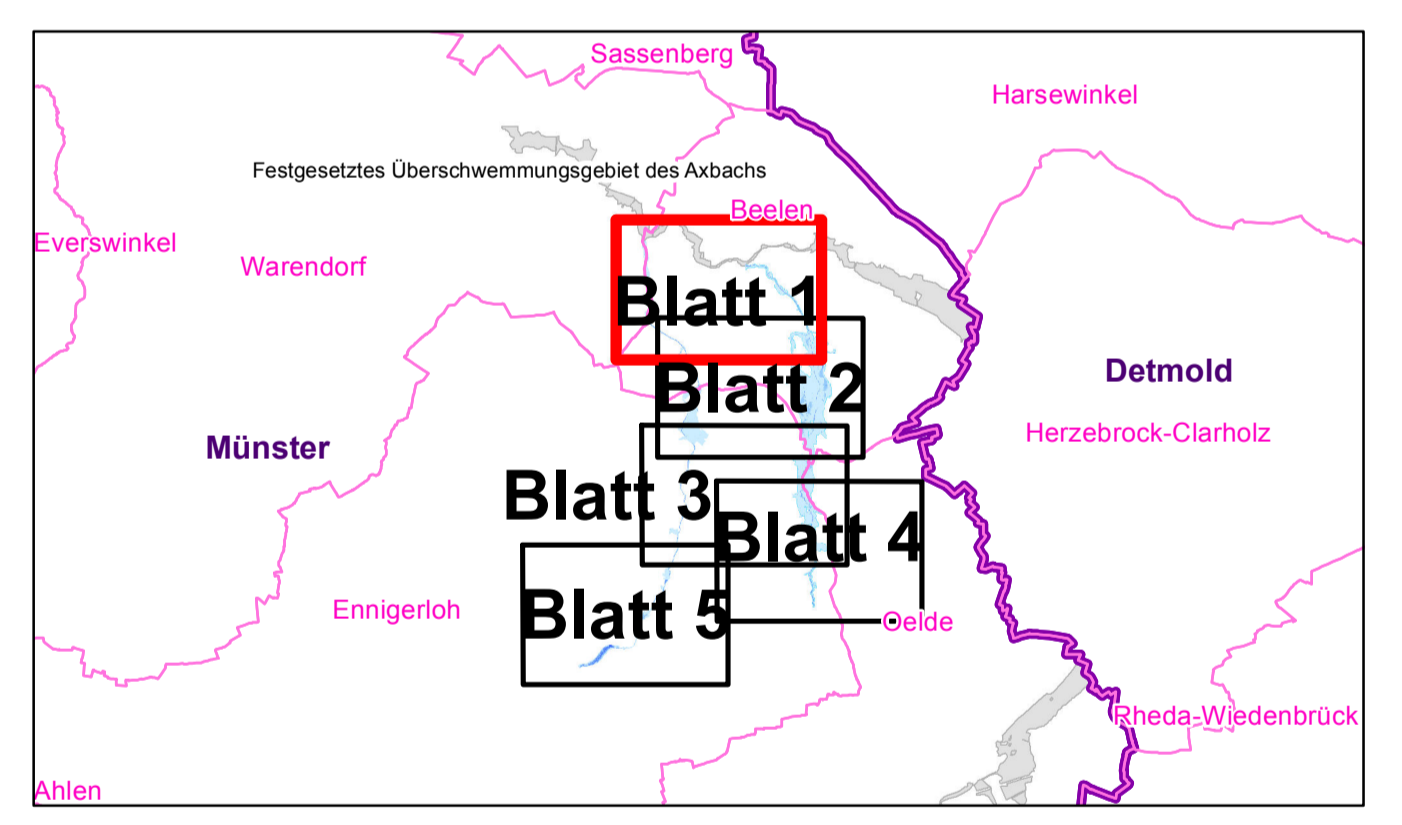 Sassenberg
Harsewinkel
Festgesetztes Überschwemmungsgebiet des Axbachs
Beelen
Everswinkel
Warendorf
Blatt 1
Detmold
Blatt 2
Herzebrock-Clarholz
Münster
Blatt 3
Blatt 4
Ennigerloh
Blatt 5
Oelde
Rheda-Wiedenbrück
Ahlen